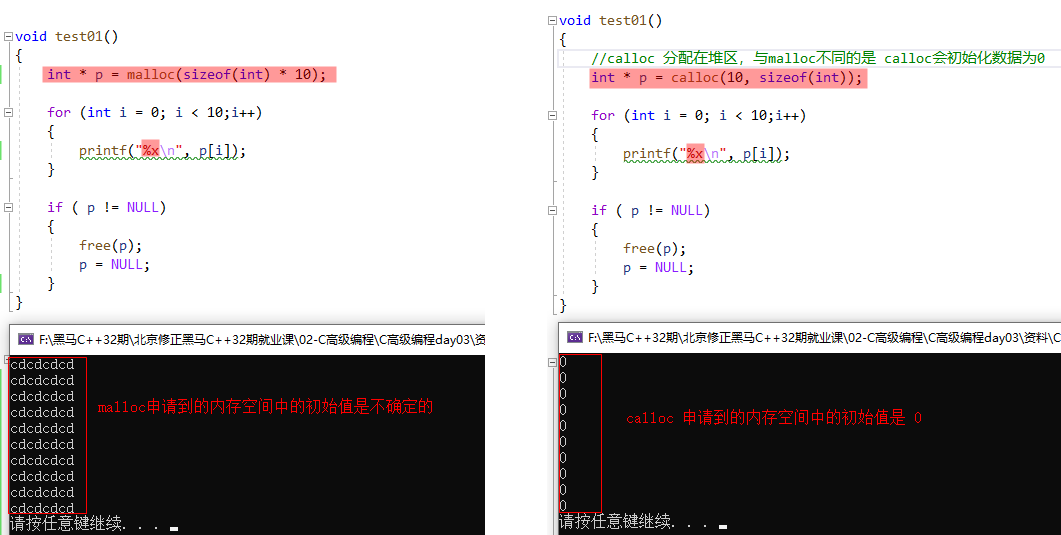 void test01()
{
int * p = malloc(sizeof(int) * 10);
for (int i = 0; i < 10;i++)
{
printf("%x\n", p[i]);
}
if ( p != NULL)
{
free(p);
p = NULL;
}
}
F:\黑马C++32期\北京修正黑马C++32期就业课\02-C高级编程\C高级编程day03\资
cdcdcdcd
cdcdcdcd
cdcdcdcd
cdcdcdcd
cdcdcdcd
cdcdcdcd
cdcdcdcd
cdcdcdcd
cdcdcdcd
cdcdcdcd
malloc申请到的内存空间中的初始值是不确定的
请按任意键继续. . .
void test01()
{
//calloc 分配在堆区，与malloc不同的是 calloc会初始化数据为0
int * p = calloc(10, sizeof(int));
for (int i = 0; i < 10;i++)
{
printf("%x\n", p[i]);
}
if ( p != NULL)
{
free(p);
p = NULL;
}
}
F:\黑马C++32期\北京修正黑马C++32期就业课\02-C高级编程\C高级编程day03\资料\C
0
0
0
0
0
0
0
0
0
0
calloc 申请到的内存空间中的初始值是 0
请按任意键继续. . .